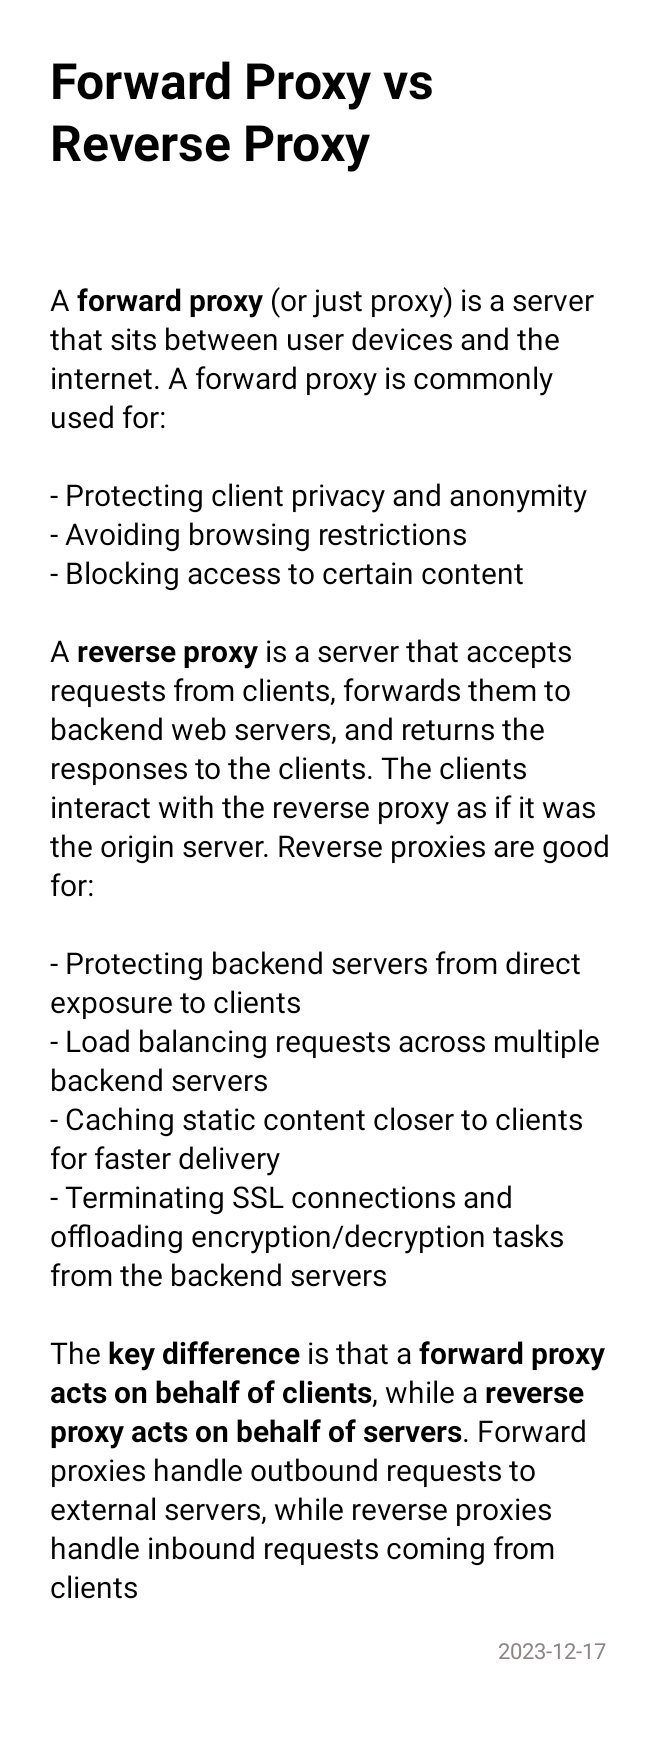 Forward Proxy vs
Reverse Proxy
A forward proxy (or just proxy) is a server
that sits between user devices and the
internet. A forward proxy is commonly
used for:
- Protecting client privacy and anonymity
- Avoiding browsing restrictions
- Blocking access to certain content
A reverse proxy is a server that accepts
requests from clients, forwards them to
backend web servers, and returns the
responses to the clients. The clients
interact with the reverse proxy as if it was
the origin server. Reverse proxies are good
for:
- Protecting backend servers from direct
exposure to clients
- Load balancing requests across multiple
backend servers
- Caching static content closer to clients
for faster delivery
- Terminating SSL connections and
offloading encryption/decryption tasks
from the backend servers
The key difference is that a forward proxy
acts on behalf of clients, while a reverse
proxy acts on behalf of servers. Forward
proxies handle outbound requests to
external servers, while reverse proxies
handle inbound requests coming from
clients
2023-12-17